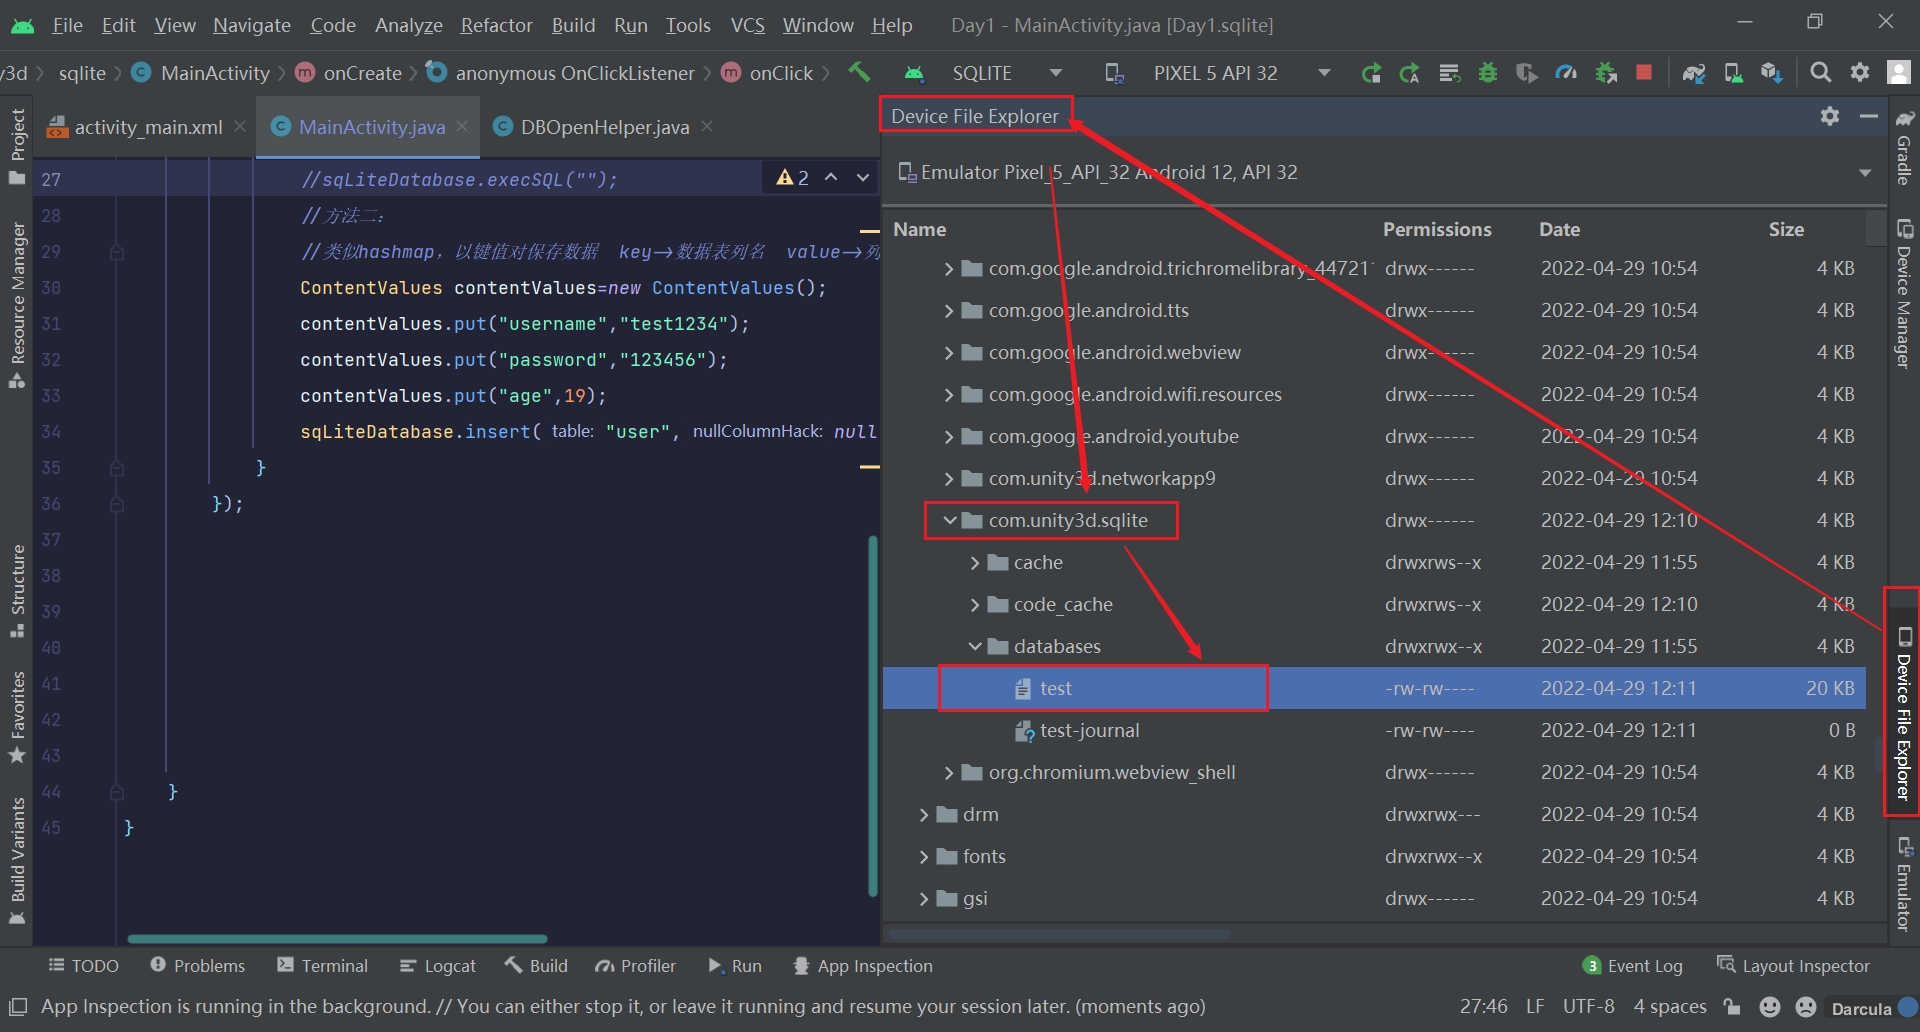 File Edit View Navigate Code Analyze Refactor Build Run Tools VCS Window Help Day1 - MainActivity.java [Day1.sqlite]
y3d sqlite MainActivity onCreate anonymous OnClickListener onClick SQLITE PIXEL 5 API 32
activity_main.xml MainActivity.java DBOpenHelper.java
Project
Resource Manager
Structure
Favorites
Build Variants
27 //sqLiteDatabase.execSQL(""); 2
28 //方法二：
29 //类似hashmap，以键值对保存数据 key->数据表列名 value->列
30 ContentValues contentValues=new ContentValues();
31 contentValues.put("username","test1234");
32 contentValues.put("password","123456");
33 contentValues.put("age",19);
34 sqLiteDatabase.insert( table: "user", nullColumnHack: null
35 }
36 });
37
38
39
40
41
42
43
44 }
45 }
Device File Explorer
Emulator Pixel_5_API_32 Android 12, API 32
Name Permissions Date Size
com.google.android.trichromelibrary_44721 drwx------ 2022-04-29 10:54 4 KB
com.google.android.tts drwx------ 2022-04-29 10:54 4 KB
com.google.android.webview drwx------ 2022-04-29 10:54 4 KB
com.google.android.wifi.resources drwx------ 2022-04-29 10:54 4 KB
com.google.android.youtube drwx------ 2022-04-29 10:54 4 KB
com.unity3d.networkapp9 drwx------ 2022-04-29 10:54 4 KB
com.unity3d.sqlite drwx------ 2022-04-29 12:10 4 KB
cache drwxrws--x 2022-04-29 11:55 4 KB
code_cache drwxrws--x 2022-04-29 12:10 4 KB
databases drwxrwx--x 2022-04-29 11:55 4 KB
test -rw-rw---- 2022-04-29 12:11 20 KB
test-journal -rw-rw---- 2022-04-29 12:11 0 B
org.chromium.webview_shell drwx------ 2022-04-29 10:54 4 KB
drm drwxrwx--- 2022-04-29 10:54 4 KB
fonts drwxrwx--x 2022-04-29 10:54 4 KB
gsi drwx------ 2022-04-29 10:54 4 KB
Gradle
Device Manager
Device File Explorer
Emulator
TODO Problems Terminal Logcat Build Profiler Run App Inspection 3 Event Log Layout Inspector
App Inspection is running in the background. // You can either stop it, or leave it running and resume your session later. (moments ago) 27:46 LF UTF-8 4 spaces Darcula